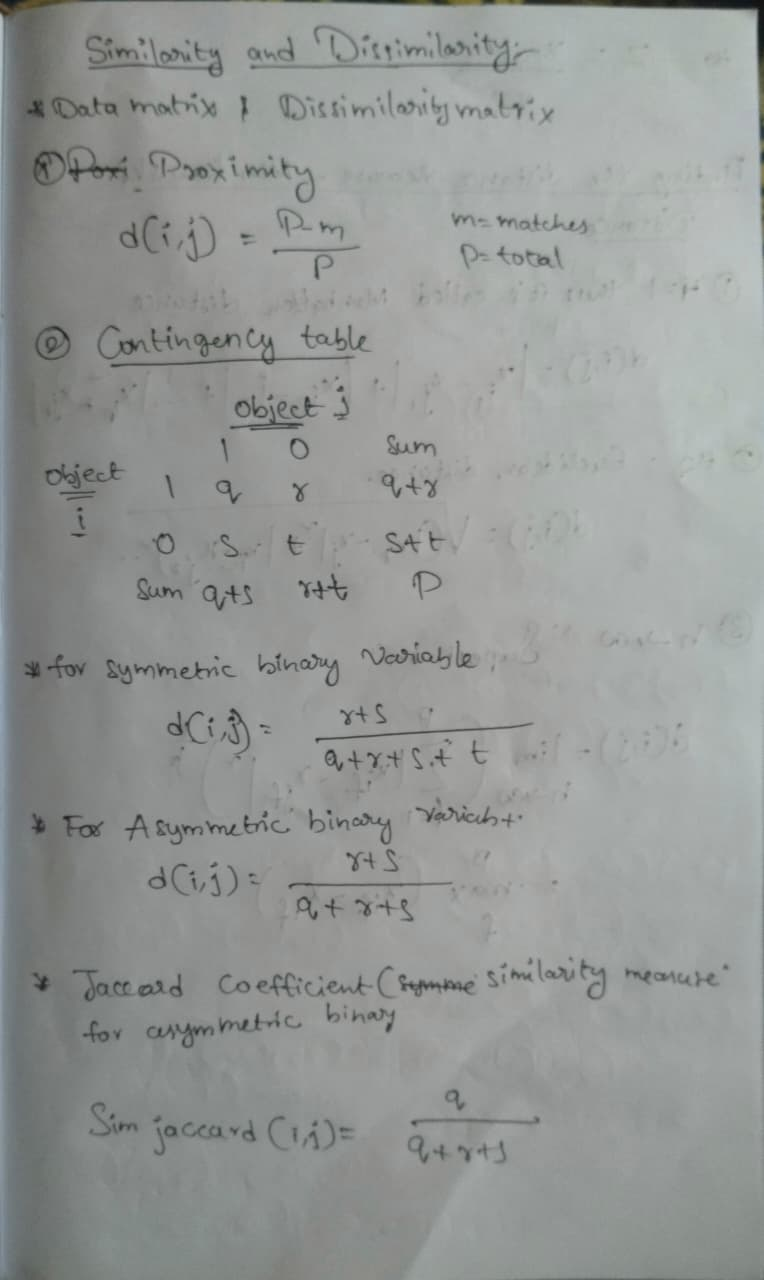 Similarity and Dissimilarity:-
* Data matrix & Dissimilarity matrix
① Poxi. Proximity
d(i,j) = P-m / P   m= matches
P= total
② Contingency table
object j
1 0 Sum
object i 1 q r q+r
0 S t S+t
Sum q+s r+t P
* for symmetric binary variable
d(i,j) = r+s / q+r+s+t
* For Asymmetric binary
d(i,j) = r+s / q+r+s
* Jaccard Coefficient (Symme similarity measure
for asymmetric binary
Sim jaccard (i,j)= q / q+r+s